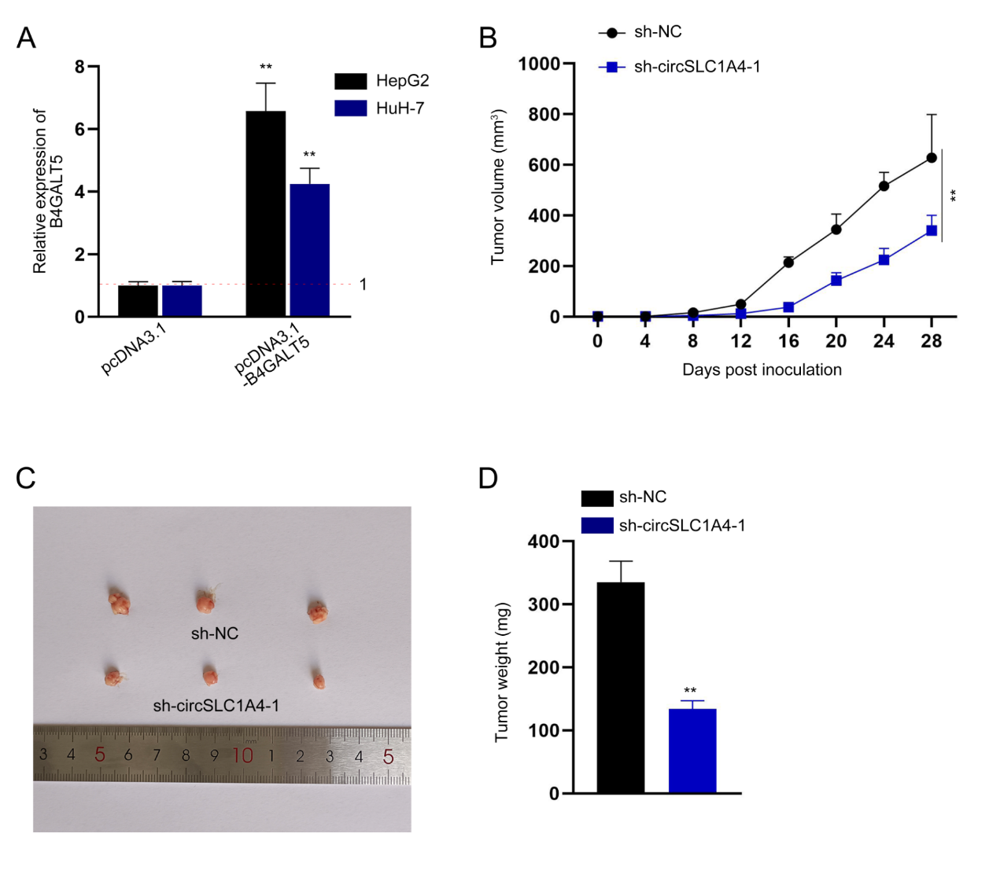 A
8
6
4
2
0
Relative expression of
B4GALT5
**
**
HepG2
HuH-7
1
pcDNA3.1
pcDNA3.1
-B4GALT5
B
sh-NC
sh-circSLC1A4-1
1000
800
600
400
200
0
Tumor volume (mm³)
**
0 4 8 12 16 20 24 28
Days post inoculation
C
sh-NC
sh-circSLC1A4-1
mm
3 4 5 6 7 8 9 10 1 2 3 4 5
D
sh-NC
sh-circSLC1A4-1
400
300
200
100
0
Tumor weight (mg)
**